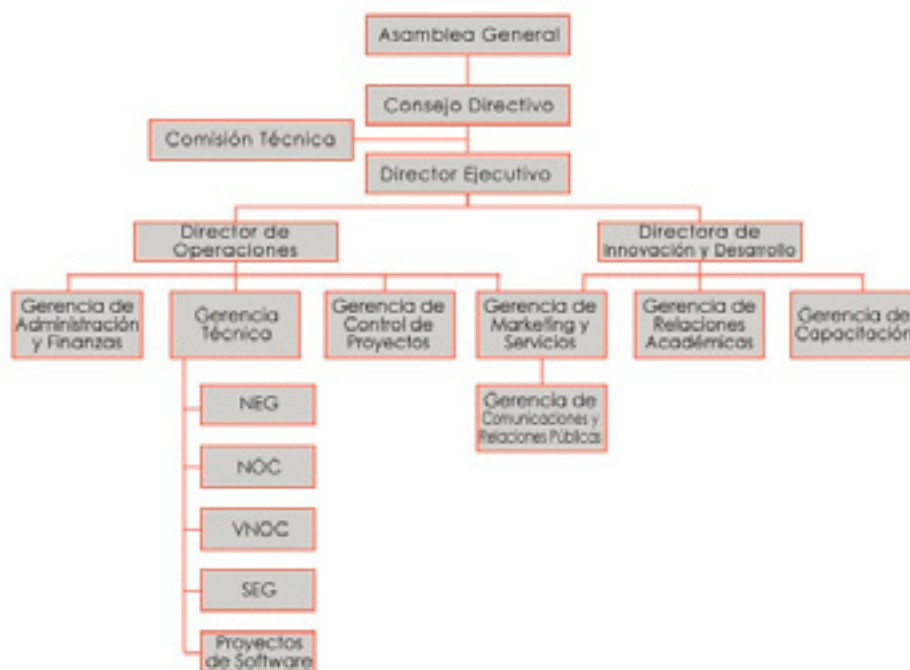 Asamblea General
Consejo Directivo
Comisión Técnica
Director Ejecutivo
Director de
Operaciones
Directora de
Innovación y Desarrollo
Gerencia de
Administración
y Finanzas
Gerencia
Técnica
Gerencia de
Control de
Proyectos
Gerencia de
Marketing y
Servicios
Gerencia de
Relaciones
Académicas
Gerencia de
Capacitación
NEG
NOC
VNOC
SEG
Proyectos
de Software
Gerencia de
Comunicaciones y
Relaciones Públicas